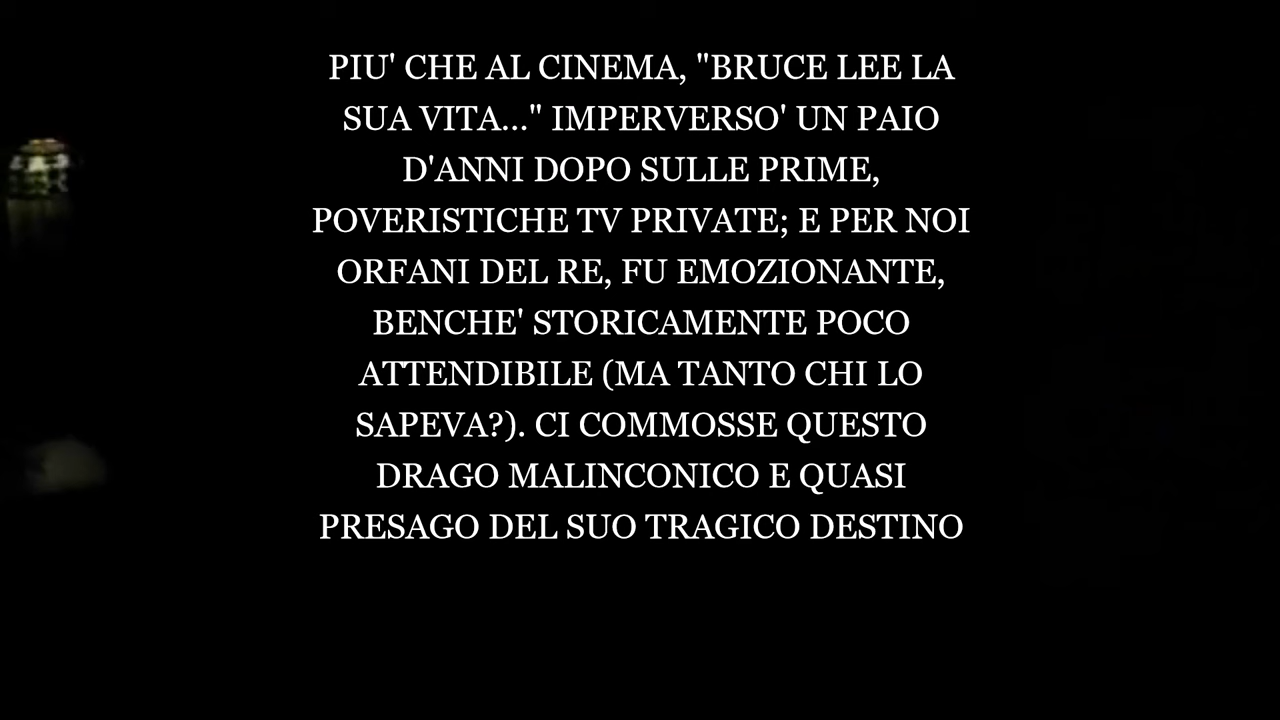 PIU' CHE AL CINEMA, "BRUCE LEE LA
SUA VITA..." IMPERVERSO' UN PAIO
D'ANNI DOPO SULLE PRIME,
POVERISTICHE TV PRIVATE; E PER NOI
ORFANI DEL RE, FU EMOZIONANTE,
BENCHE' STORICAMENTE POCO
ATTENDIBILE (MA TANTO CHI LO
SAPEVA?). CI COMMOSSE QUESTO
DRAGO MALINCONICO E QUASI
PRESAGO DEL SUO TRAGICO DESTINO